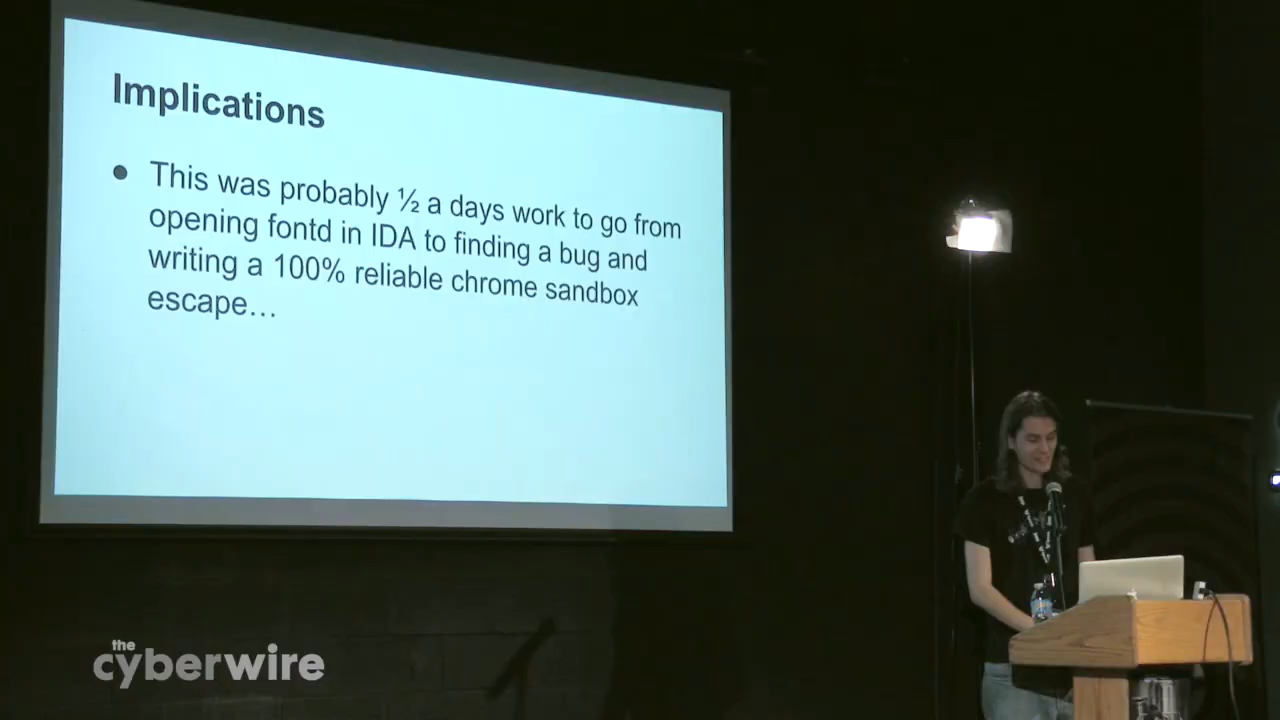 Implications
● This was probably ½ a days work to go from
opening fontd in IDA to finding a bug and
writing a 100% reliable chrome sandbox
escape…
the
cyberwire